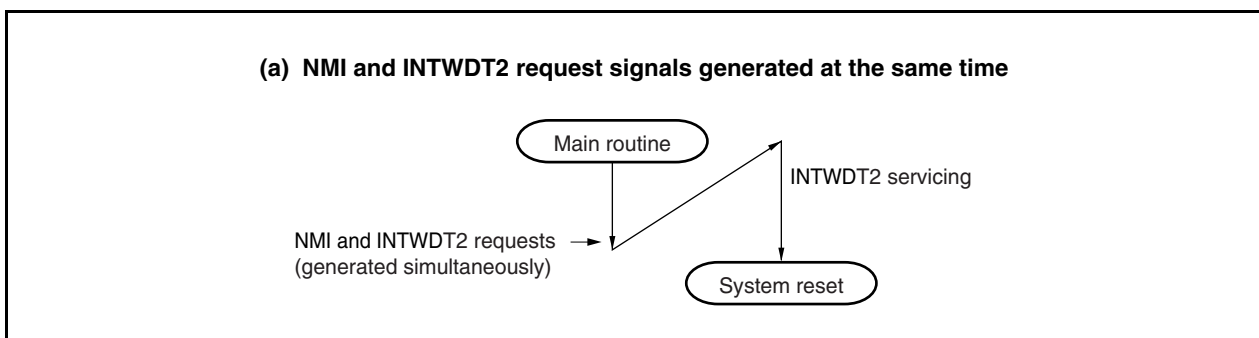 (a) NMI and INTWDT2 request signals generated at the same time
Main routine
INTWDT2 servicing
NMI and INTWDT2 requests
(generated simultaneously)
System reset